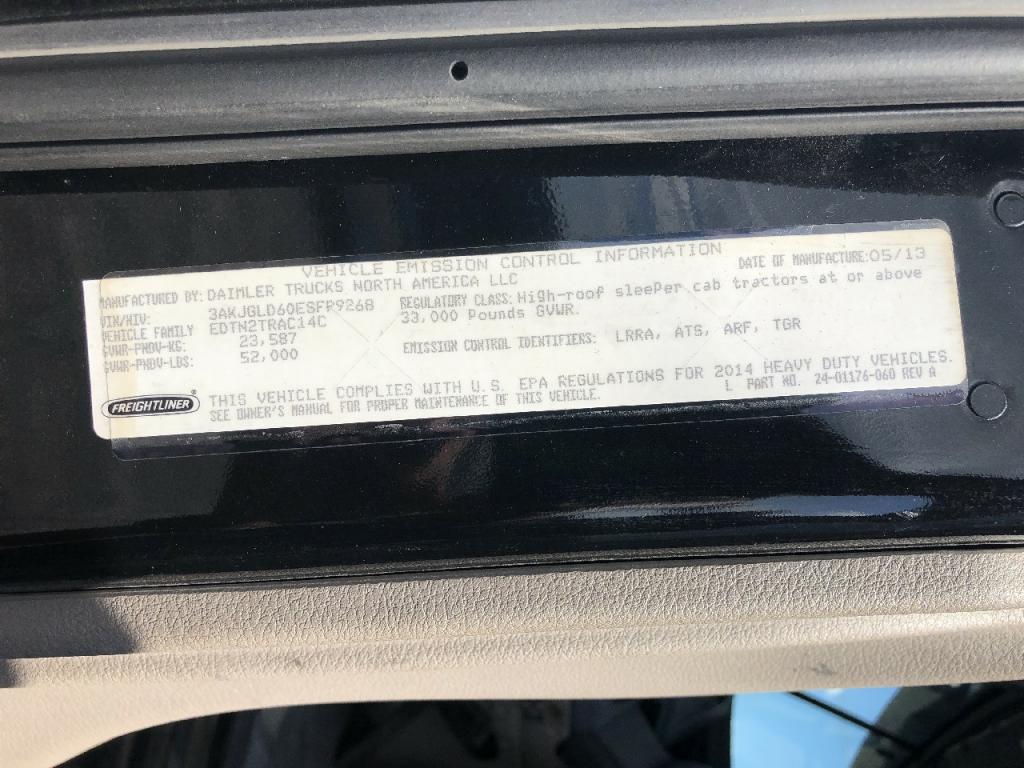 VEHICLE EMISSION CONTROL INFORMATION
MANUFACTURED BY: DAIMLER TRUCKS NORTH AMERICA LLC
DATE OF MANUFACTURE: 05/13
VIN/HIV: 3AKJGLD60ESFP9268
VEHICLE FAMILY EDTN2TRAC14C
GVWR-PNBV-KG: 23,587
GVWR-PNBV-LBS: 52,000
REGULATORY CLASS: High-roof sleeper cab tractors at or above
33,000 Pounds GVWR.
EMISSION CONTROL IDENTIFIERS: LRRA, ATS, ARF, TGR
FREIGHTLINER®
THIS VEHICLE COMPLIES WITH U.S. EPA REGULATIONS FOR 2014 HEAVY DUTY VEHICLES.
SEE OWNER'S MANUAL FOR PROPER MAINTENANCE OF THIS VEHICLE.
L PART NO. 24-01176-060 REV A